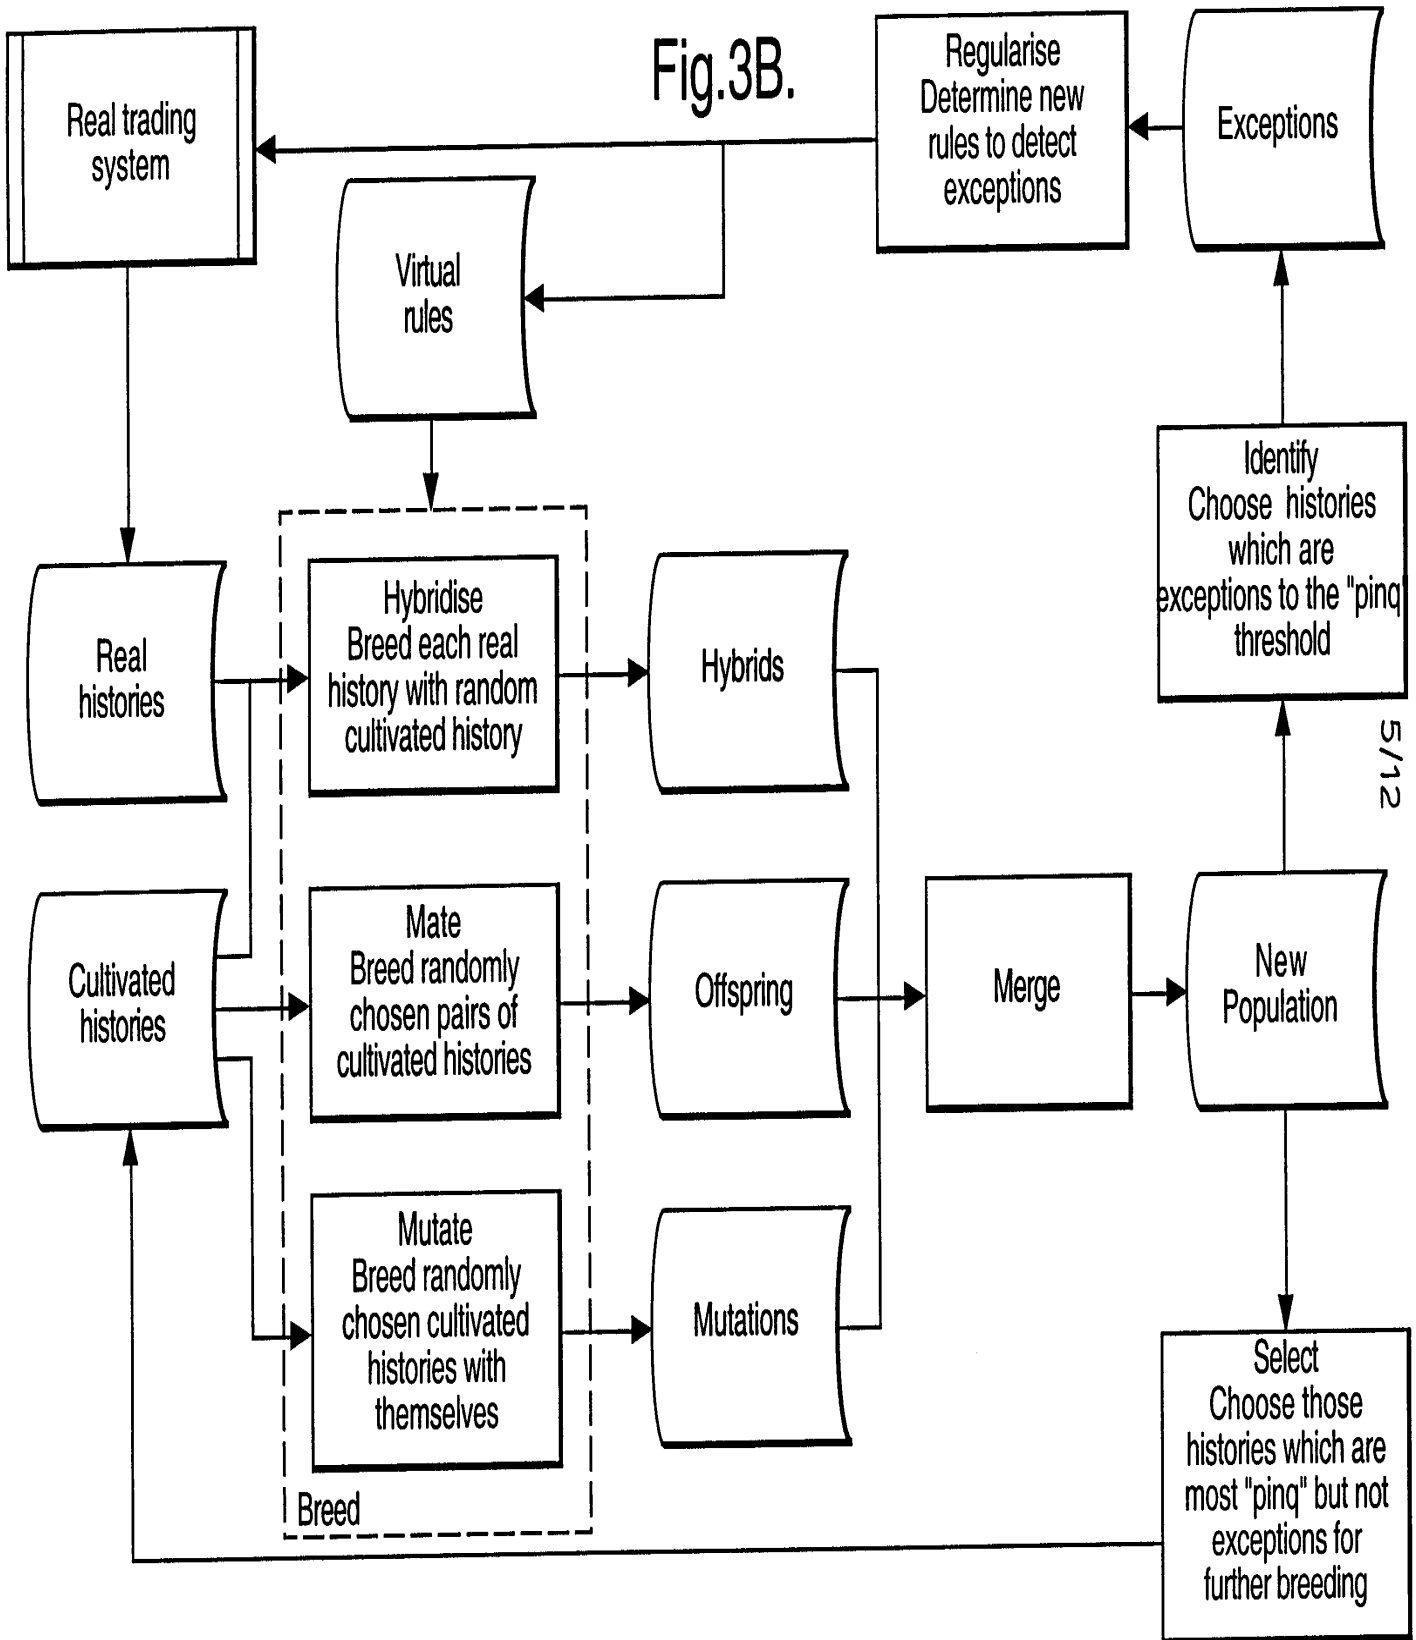 Fig.3B.
Real trading
system
Regularise
Determine new
rules to detect
exceptions
Exceptions
Virtual
rules
Identify
Choose histories
which are
exceptions to the "pinq"
threshold
Real
histories
Hybridise
Breed each real
history with random
cultivated history
Hybrids
5/12
Cultivated
histories
Mate
Breed randomly
chosen pairs of
cultivated histories
Offspring
Merge
New
Population
Mutate
Breed randomly
chosen cultivated
histories with
themselves
Mutations
Breed
Select
Choose those
histories which are
most "pinq" but not
exceptions for
further breeding